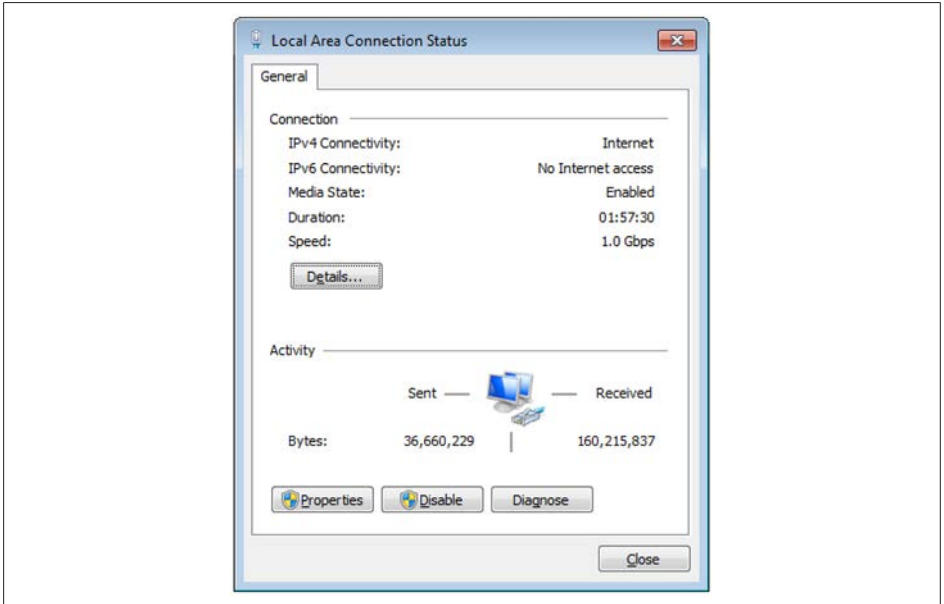 Local Area Connection Status
General
Connection
IPv4 Connectivity: Internet
IPv6 Connectivity: No Internet access
Media State: Enabled
Duration: 01:57:30
Speed: 1.0 Gbps
Details...
Activity
Sent Received
Bytes: 36,660,229 160,215,837
Properties Disable Diagnose
Close